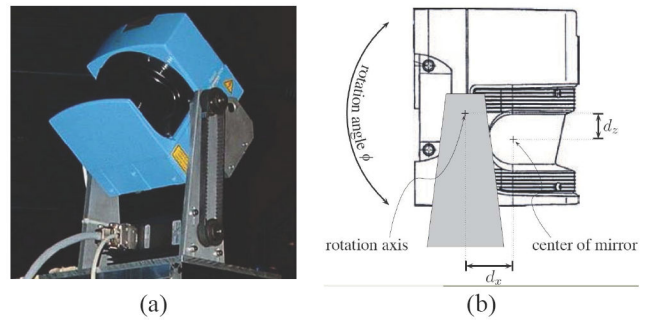 rotation angle ϕ
d_z
rotation axis
center of mirror
d_x
(a)
(b)